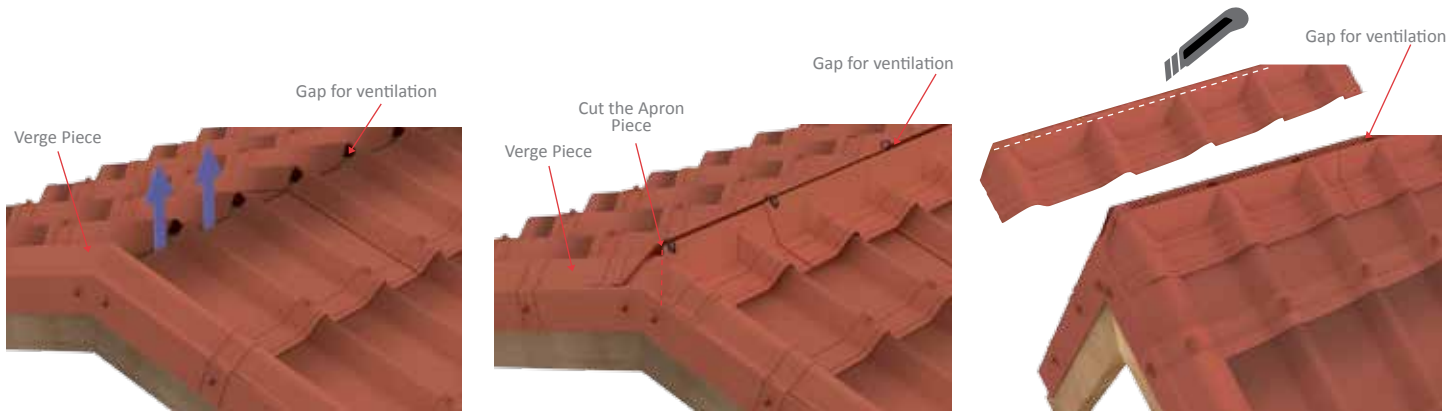 Gap for ventilation
Verge Piece
Gap for ventilation
Cut the Apron
Piece
Verge Piece
Gap for ventilation